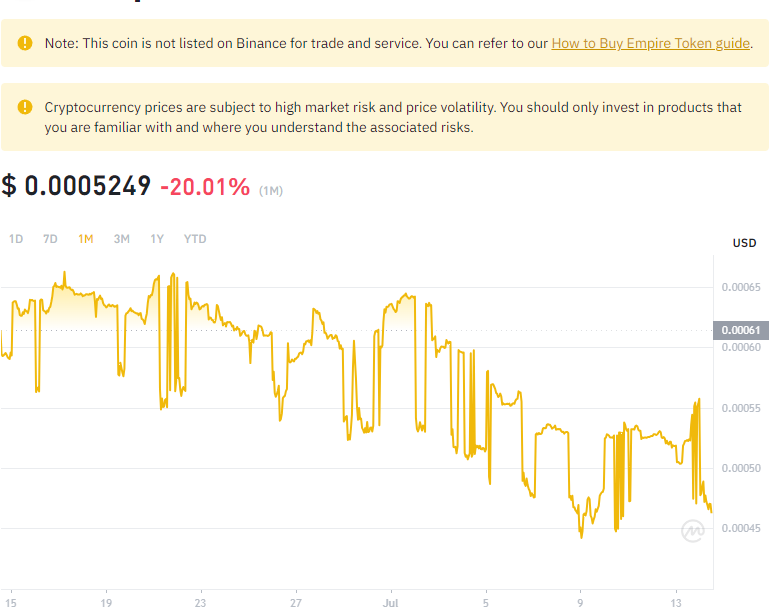 Note: This coin is not listed on Binance for trade and service. You can refer to our How to Buy Empire Token guide.
Cryptocurrency prices are subject to high market risk and price volatility. You should only invest in products that
you are familiar with and where you understand the associated risks.
$ 0.0005249 -20.01% (1M)
1D 7D 1M 3M 1Y YTD
USD
0.00065
0.00061
0.00060
0.00055
0.00050
0.00045
15 19 23 27 Jul 5 9 13